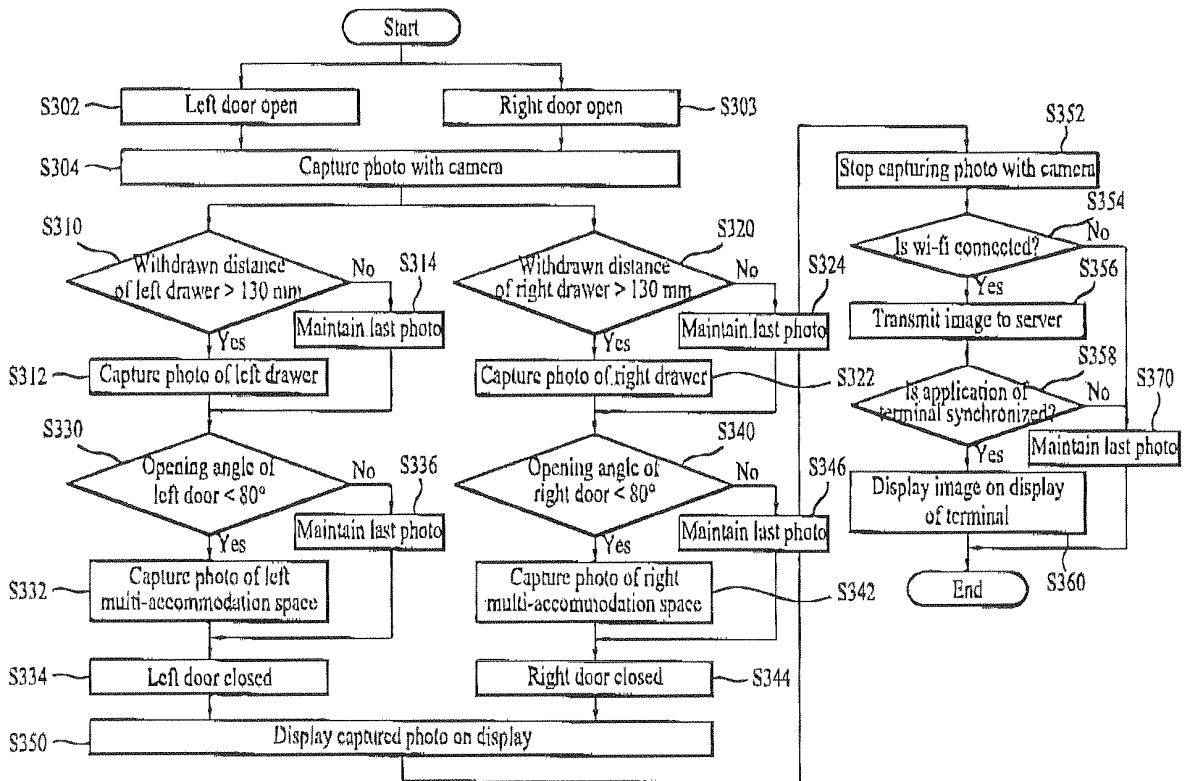 Start
S302
Left door open
Right door open
S303
S304
Capture photo with camera
S310
Withdrawn distance
of left drawer > 130 mm
No
S314
Maintain last photo
Yes
S312
Capture photo of left drawer
S320
Withdrawn distance
of right drawer > 130 mm
No
S324
Maintain last photo
Yes
Capture photo of right drawer
S322
S330
Opening angle of
left door < 80°
No
S336
Maintain last photo
Yes
S332
Capture photo of left
multi-accommodation space
S334
Left door closed
S340
Opening angle of
right door < 80°
No
S346
Maintain last photo
Yes
Capture photo of right
multi-accommodation space
S342
Right door closed
S344
S350
Display captured photo on display
S352
Stop capturing photo with camera
S354
Is wi-fi connected?
No
Yes
S356
Transmit image to server
S358
Is application of
terminal synchronized?
No
S370
Maintain last photo
Yes
Display image on display
of terminal
S360
End